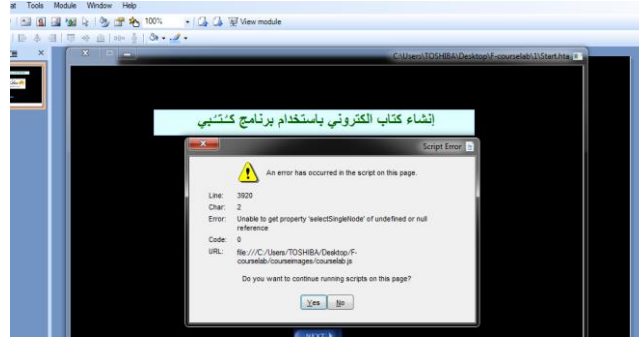 at Tools Module Window Help
100% View module
C:\Users\TOSHIBA\Desktop\F-courselab\1\Start.hta
إنشاء كتاب الكتروني باستخدام برنامج كـُتـُبي
Script Error
An error has occurred in the script on this page.
Line: 3920
Char: 2
Error: Unable to get property 'selectSingleNode' of undefined or null
reference
Code: 0
URL: file:///C:/Users/TOSHIBA/Desktop/F-
courselab/courseimages/courselab.js
Do you want to continue running scripts on this page?
Yes No
NEXT